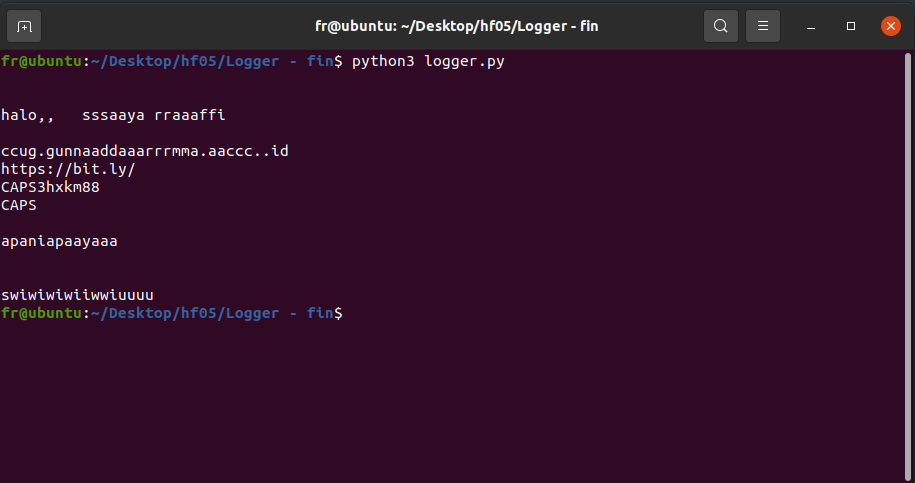 fr@ubuntu: ~/Desktop/hf05/Logger - fin
fr@ubuntu:~/Desktop/hf05/Logger - fin$ python3 logger.py
halo,,   sssaaya rraaaffi
ccug.gunnaaddaaarrrmma.aaccc..id
https://bit.ly/
CAPS3hxkm88
CAPS
apaniapaayaaa
swiwiwiwiiwwiuuuu
fr@ubuntu:~/Desktop/hf05/Logger - fin$